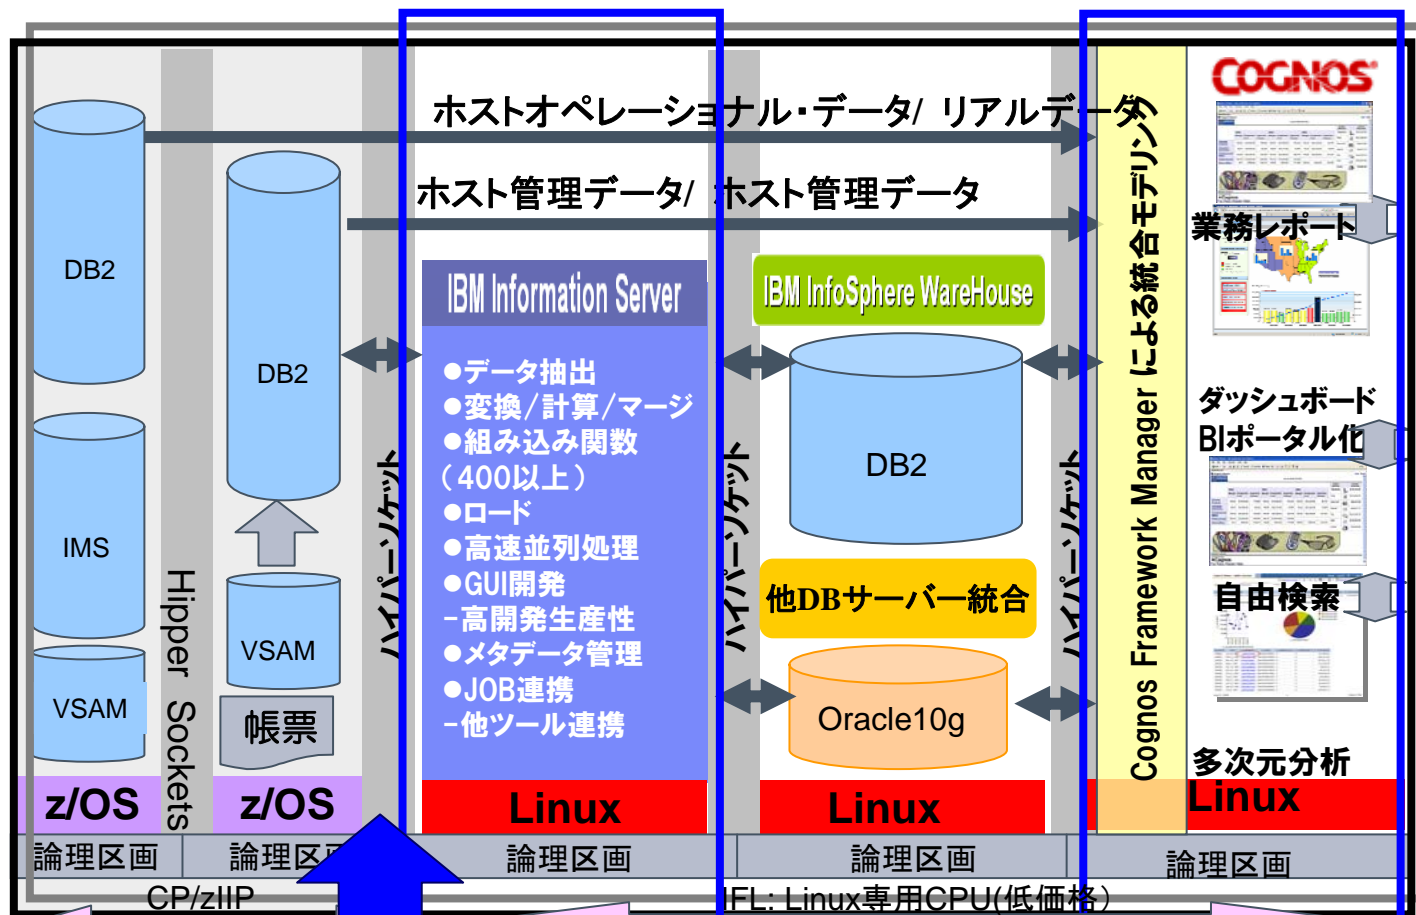 COGNOS
ホストオペレーショナル・データ/ リアルデータ
ホスト管理データ/ ホスト管理データ
DB2
IMS
VSAM
z/OS
Hipper Sockets
DB2
VSAM
帳票
z/OS
ハイパーソケット
IBM Information Server
●データ抽出
●変換/計算/マージ
●組み込み関数
(400以上)
●ロード
●高速並列処理
●GUI開発
-高開発生産性
●メタデータ管理
●JOB連携
-他ツール連携
Linux
ハイパーソケット
IBM InfoSphere WareHouse
DB2
他DBサーバー統合
Oracle10g
Linux
ハイパーソケット
Cognos Framework Manager による統合モデリング
業務レポート
ダッシュボード
BIポータル化
自由検索
多次元分析
Linux
論理区画
論理区画
論理区画
論理区画
論理区画
CP/zIIP
IFL: Linux専用CPU(低価格)